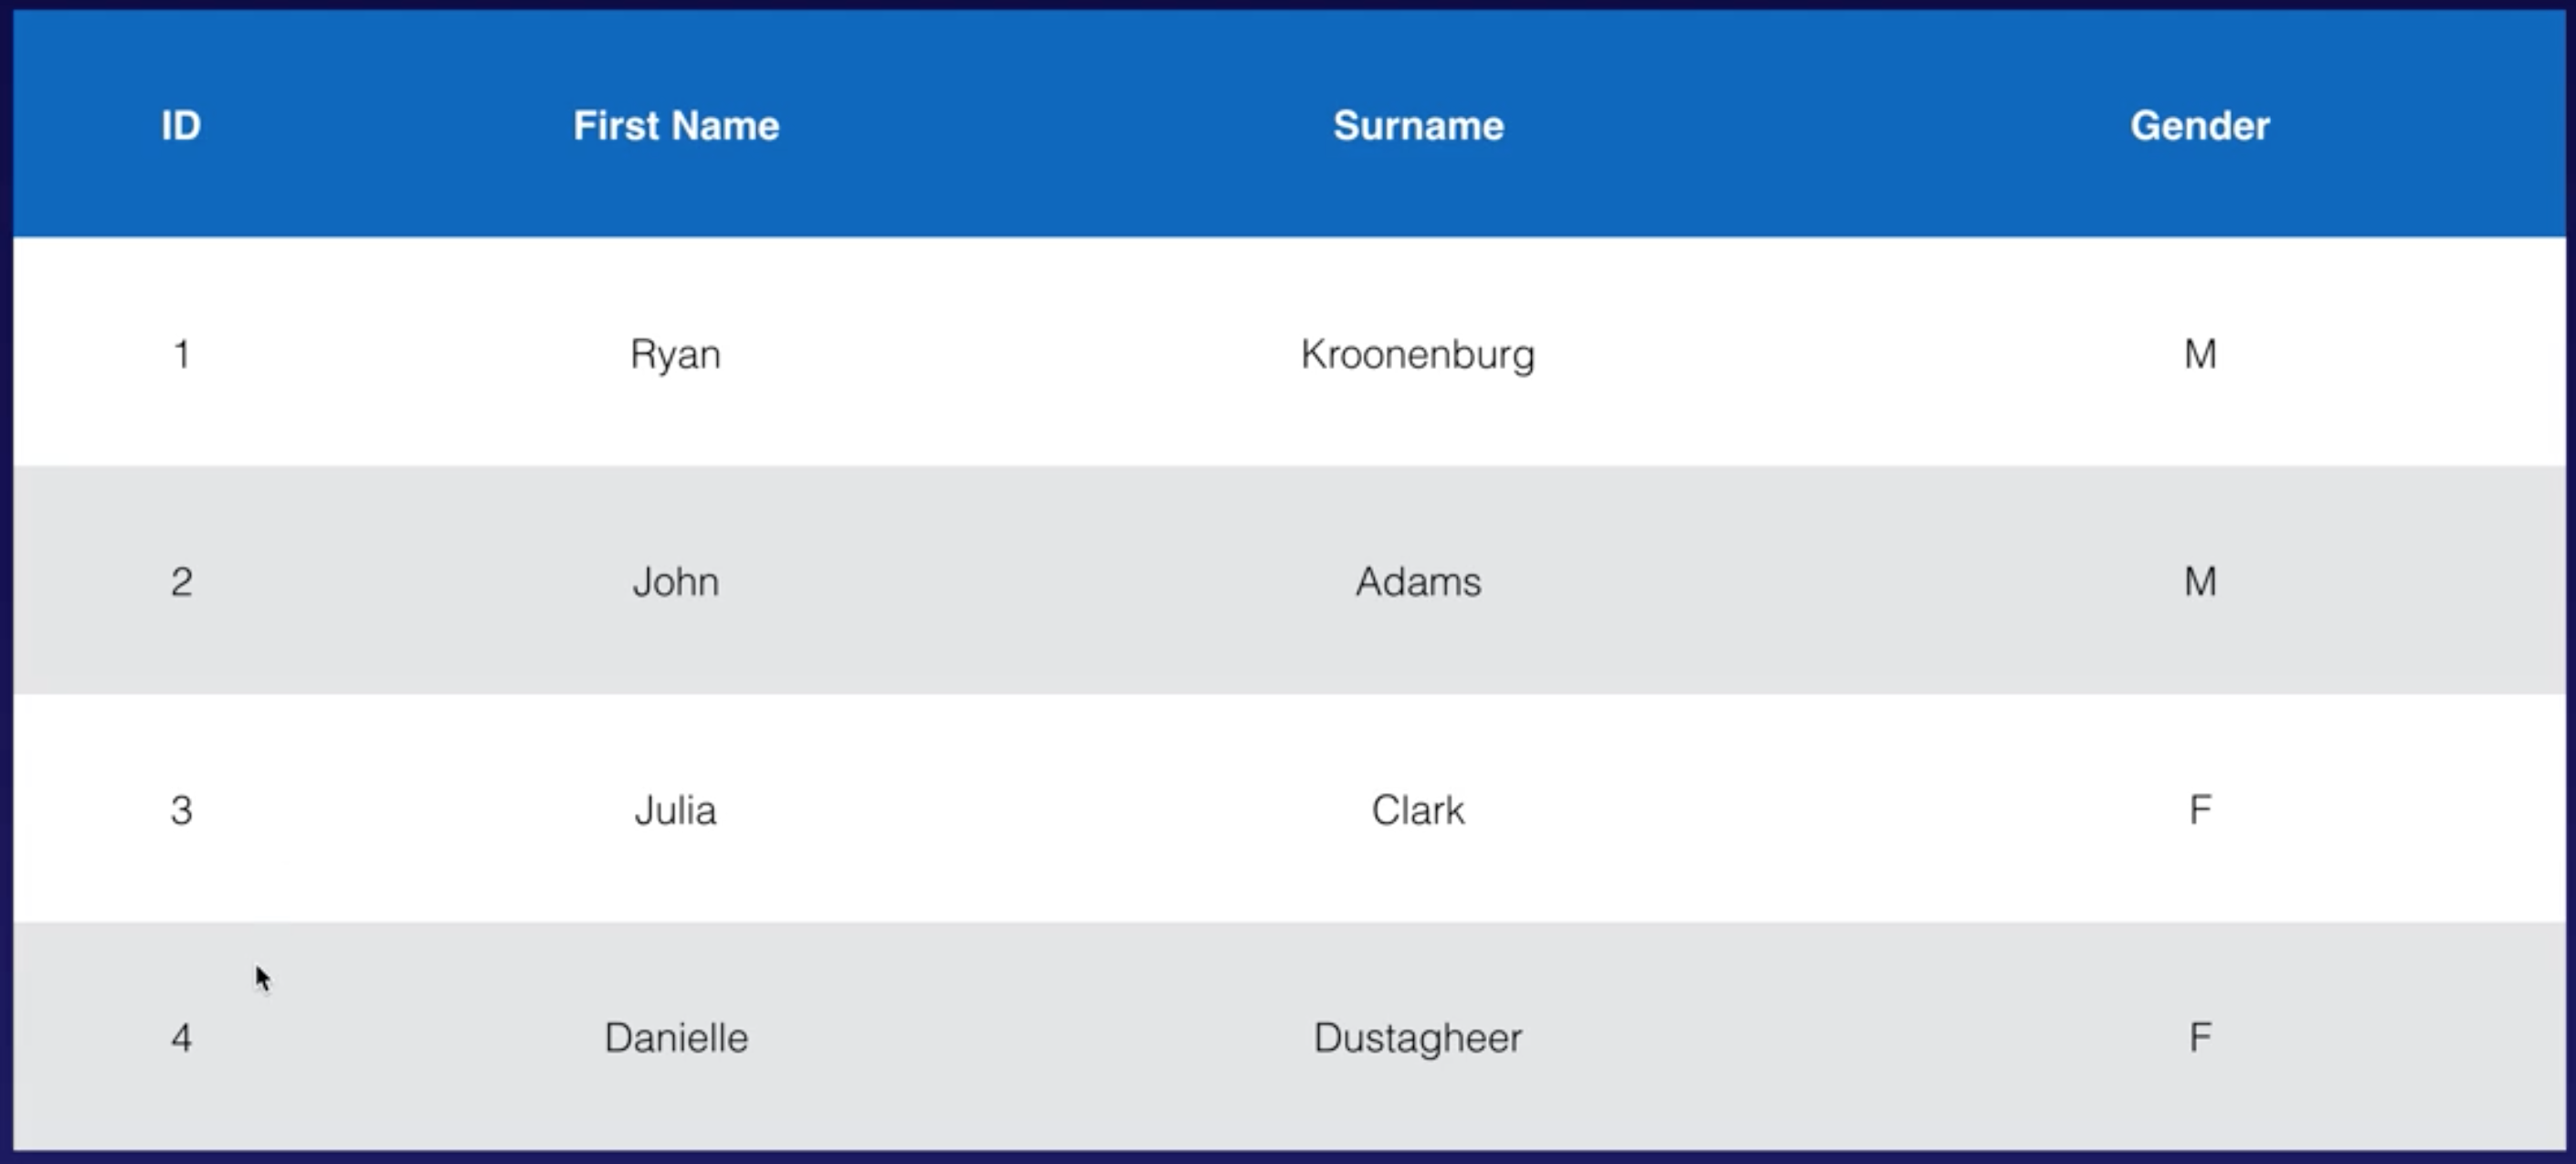 ID First Name Surname Gender
1 Ryan Kroonenburg M
2 John Adams M
3 Julia Clark F
4 Danielle Dustagheer F